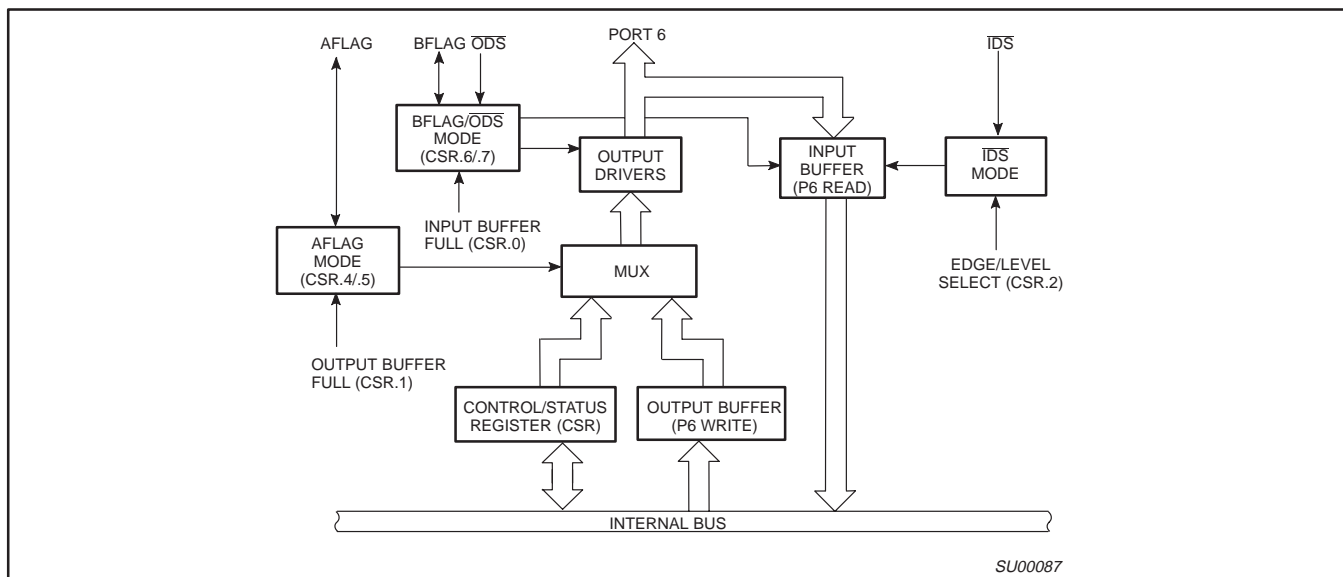 AFLAG
BFLAG ODS
PORT 6
IDS
BFLAG/ODS
MODE
(CSR.6/.7)
OUTPUT
DRIVERS
INPUT
BUFFER
(P6 READ)
IDS
MODE
INPUT BUFFER
FULL (CSR.0)
AFLAG
MODE
(CSR.4/.5)
MUX
EDGE/LEVEL
SELECT (CSR.2)
OUTPUT BUFFER
FULL (CSR.1)
CONTROL/STATUS
REGISTER (CSR)
OUTPUT BUFFER
(P6 WRITE)
INTERNAL BUS
SU00087